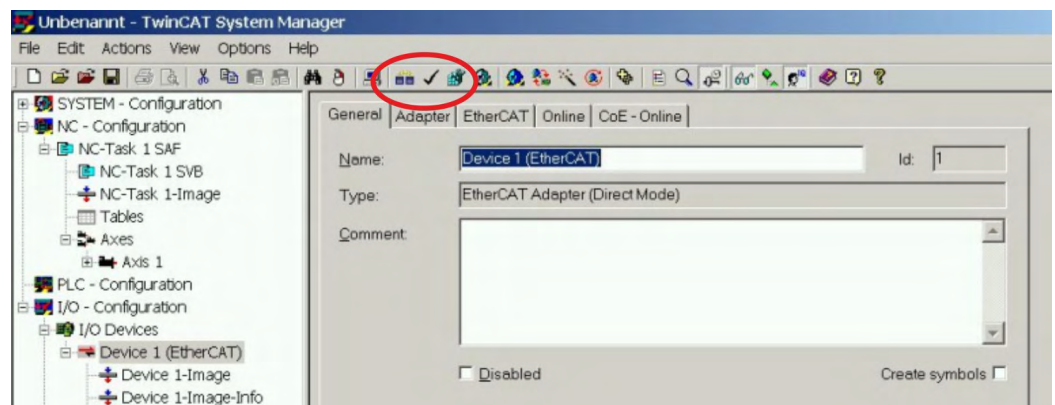 Unbenannt - TwinCAT System Manager
File Edit Actions View Options Help
SYSTEM - Configuration
NC - Configuration
NC-Task 1 SAF
NC-Task 1 SVB
NC-Task 1-Image
Tables
Axes
Axis 1
PLC - Configuration
I/O - Configuration
I/O Devices
Device 1 (EtherCAT)
Device 1-Image
Device 1-Image-Info
General Adapter EtherCAT Online CoE - Online
Name: Device 1 (EtherCAT) Id: 1
Type: EtherCAT Adapter (Direct Mode)
Comment:
Disabled Create symbols